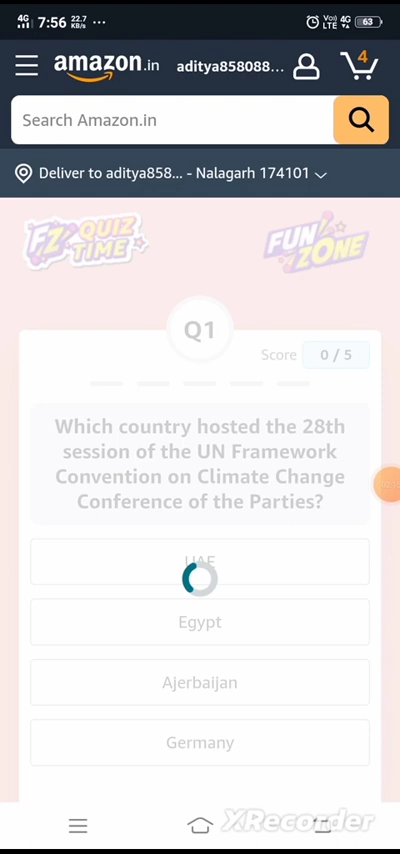 4G 7:56 22.7 KB/s ... Vo) LTE 4G 63
amazon.in aditya858088... 4
Search Amazon.in
Deliver to aditya858... - Nalagarh 174101
FZ QUIZ TIME FUN ZONE
Q1
Score 0 / 5
Which country hosted the 28th
session of the UN Framework
Convention on Climate Change
Conference of the Parties?
UAE
Egypt
Ajerbaijan
Germany
XRecorder